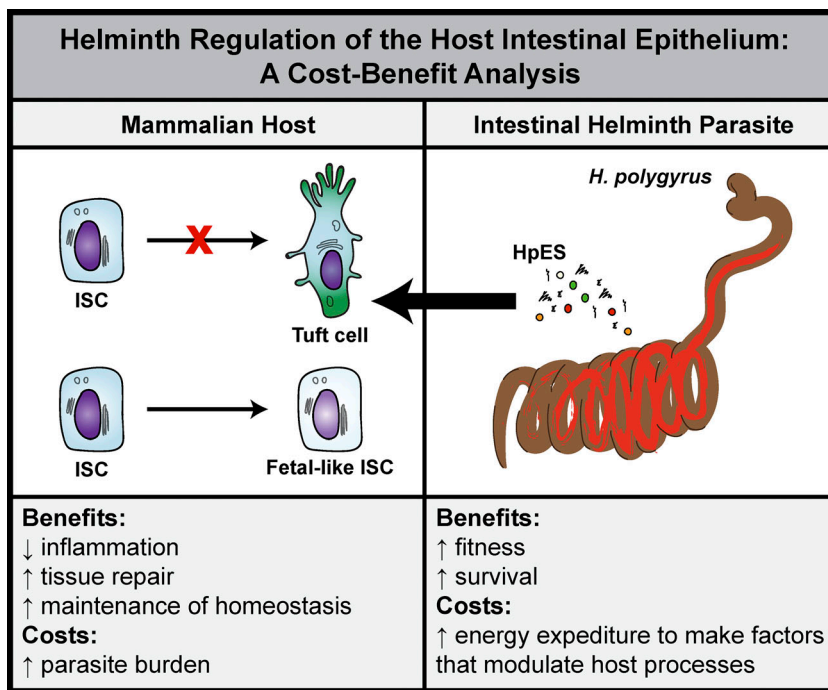 Helminth Regulation of the Host Intestinal Epithelium:
A Cost-Benefit Analysis
Mammalian Host
Intestinal Helminth Parasite
ISC
X
Tuft cell
ISC
Fetal-like ISC
H. polygyrus
HpES
Benefits:
↓ inflammation
↑ tissue repair
↑ maintenance of homeostasis
Costs:
↑ parasite burden
Benefits:
↑ fitness
↑ survival
Costs:
↑ energy expediture to make factors
that modulate host processes